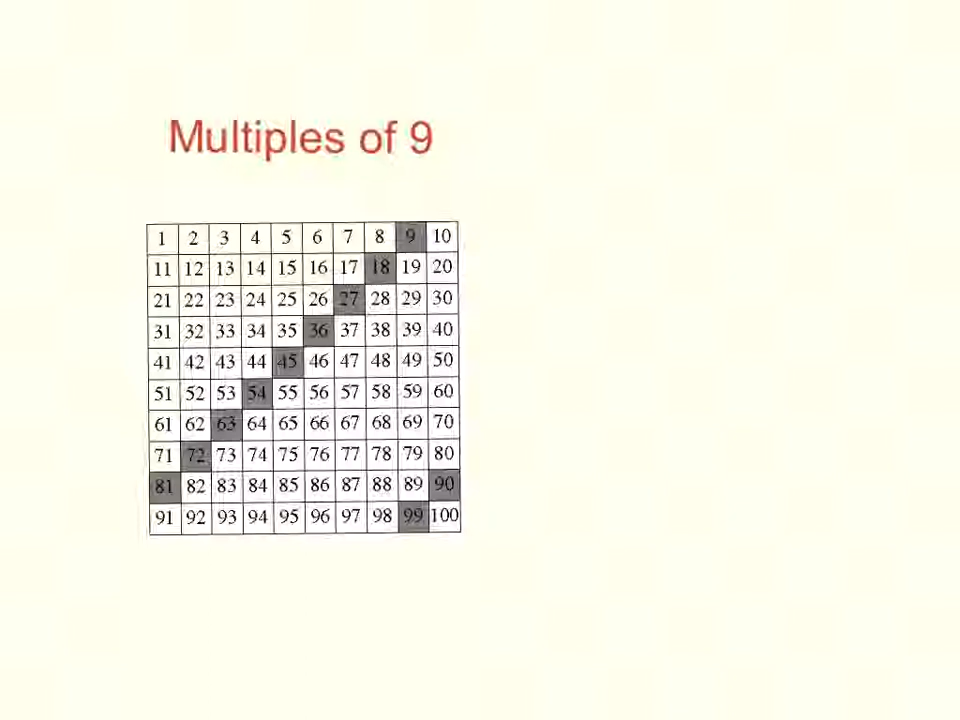 Multiples of 9
1 2 3 4 5 6 7 8 9 10
11 12 13 14 15 16 17 18 19 20
21 22 23 24 25 26 27 28 29 30
31 32 33 34 35 36 37 38 39 40
41 42 43 44 45 46 47 48 49 50
51 52 53 54 55 56 57 58 59 60
61 62 63 64 65 66 67 68 69 70
71 72 73 74 75 76 77 78 79 80
81 82 83 84 85 86 87 88 89 90
91 92 93 94 95 96 97 98 99 100